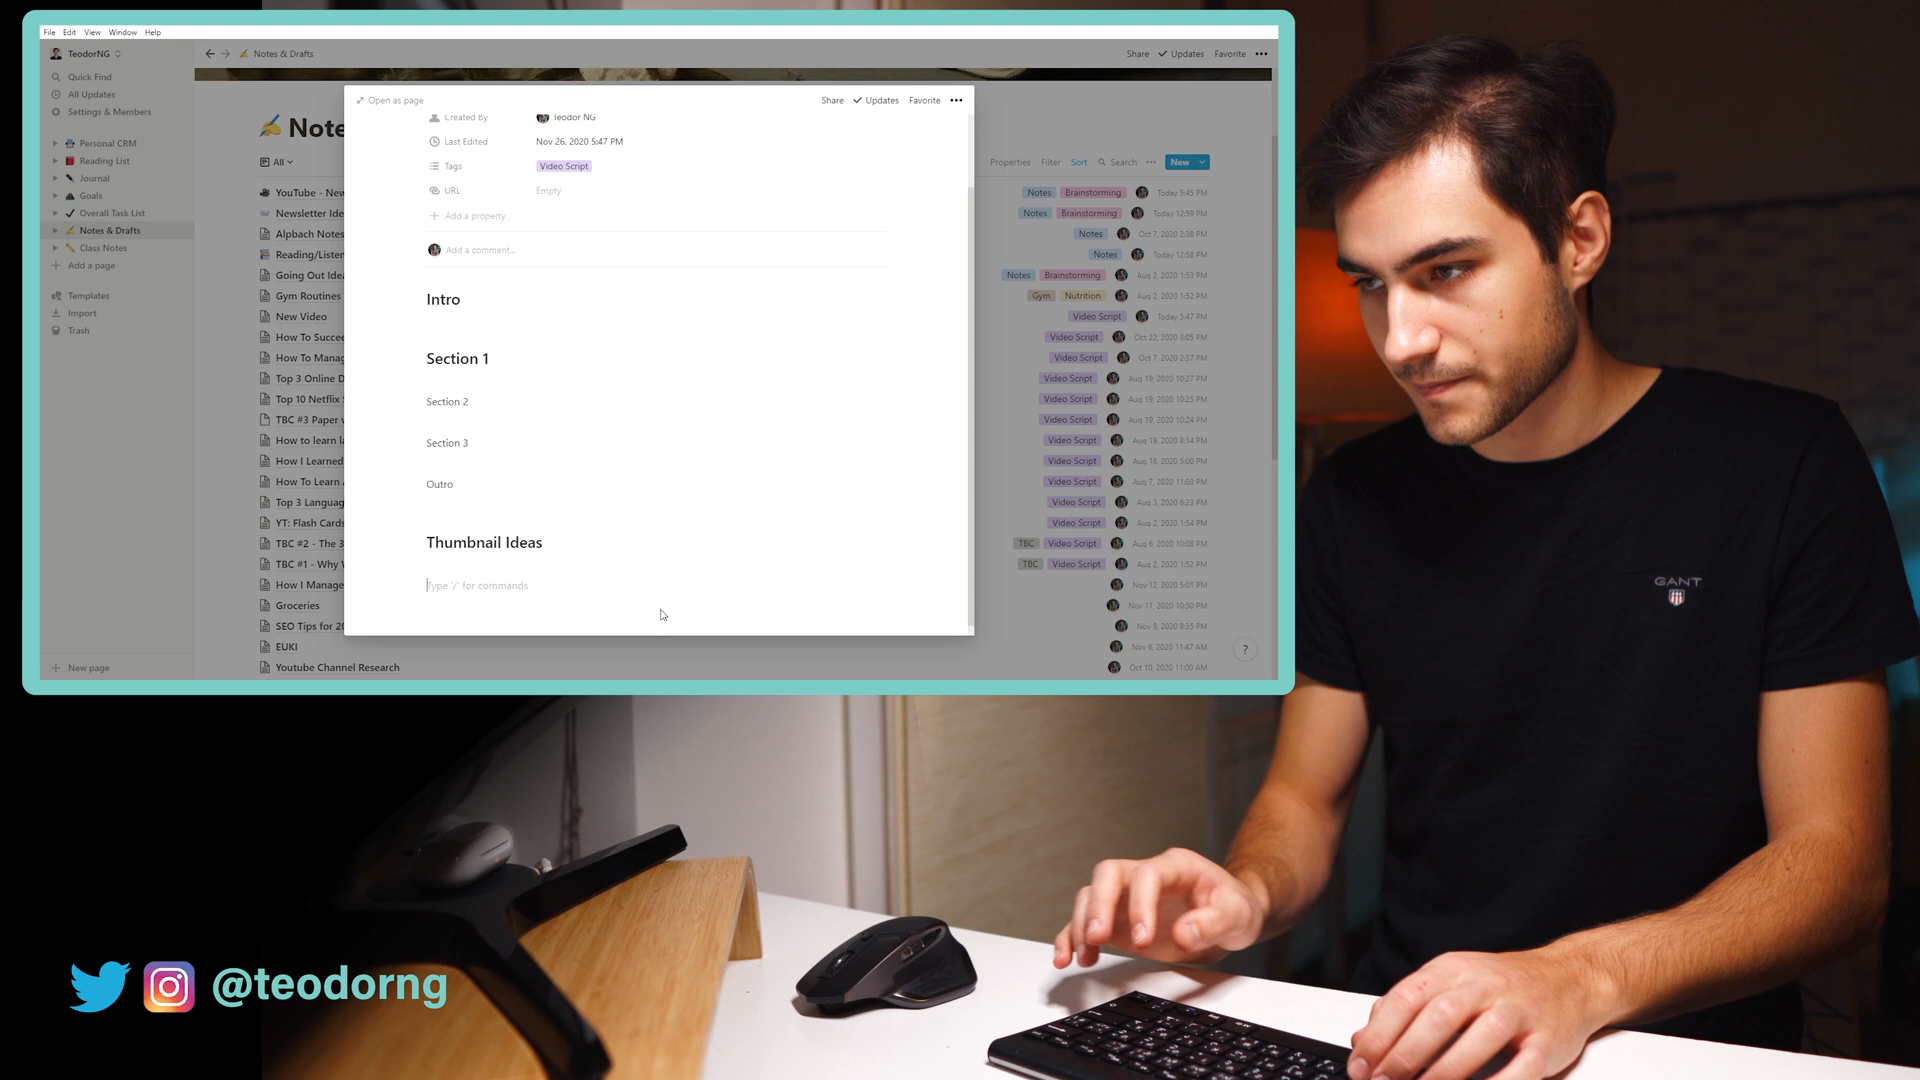 File Edit View Window Help
TeodorNG
Notes & Drafts
Share Updates Favorite
Quick Find
All Updates
Settings & Members
Personal CRM
Reading List
Journal
Goals
Overall Task List
Notes & Drafts
Class Notes
Add a page
Templates
Import
Trash
New page
Note
All
Properties Filter Sort Search New
YouTube - New
Notes Brainstorming Today 5:45 PM
Newsletter Ide
Notes Brainstorming Today 12:59 PM
Alpbach Notes
Notes Oct 7, 2020 2:38 PM
Reading/Listen
Notes Today 12:58 PM
Going Out Idea
Notes Brainstorming Aug 2, 2020 1:53 PM
Gym Routines
Gym Nutrition Aug 2, 2020 1:52 PM
New Video
Video Script Today 5:47 PM
How To Succee
Video Script Oct 22, 2020 3:05 PM
How To Manag
Video Script Oct 7, 2020 2:37 PM
Top 3 Online D
Video Script Aug 19, 2020 10:27 PM
Top 10 Netflix
Video Script Aug 19, 2020 10:25 PM
TBC #3 Paper v
Video Script Aug 19, 2020 10:24 PM
How to learn la
Video Script Aug 19, 2020 8:14 PM
How I Learned
Video Script Aug 18, 2020 5:00 PM
How To Learn
Video Script Aug 7, 2020 11:03 PM
Top 3 Languag
Video Script Aug 3, 2020 6:23 PM
YT: Flash Cards
Video Script Aug 2, 2020 1:54 PM
TBC #2 - The 3
TBC Video Script Aug 6, 2020 10:08 PM
TBC #1 - Why
TBC Video Script Aug 2, 2020 1:52 PM
How I Manage
Nov 12, 2020 5:01 PM
Groceries
Nov 11, 2020 10:50 PM
SEO Tips for 20
Nov 8, 2020 8:35 PM
EUKI
Nov 6, 2020 11:47 AM
Youtube Channel Research
Oct 10, 2020 11:00 AM
?
Open as page
Share Updates Favorite
Created By Teodor NG
Last Edited Nov 26, 2020 5:47 PM
Tags Video Script
URL Empty
Add a property
Add a comment...
Intro
Section 1
Section 2
Section 3
Outro
Thumbnail Ideas
Type '/' for commands
GANT
@teodorng